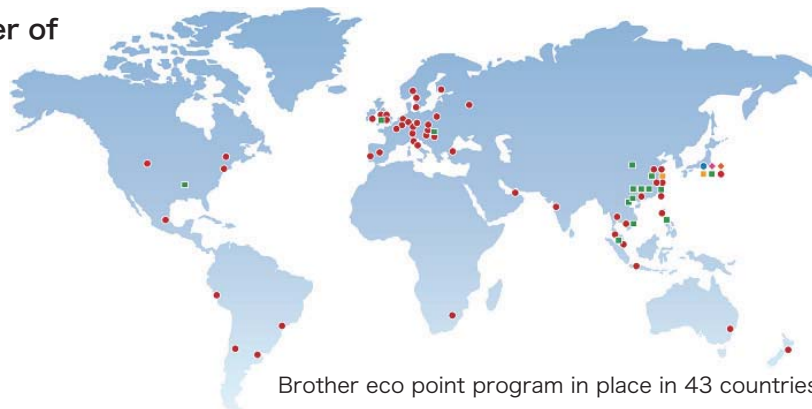 er of
Brother eco point program in place in 43 countries